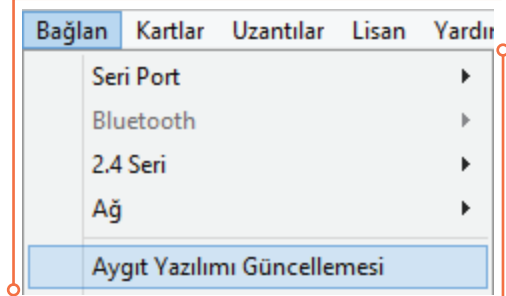 Bağlan Kartlar Uzantılar Lisan
Seri Port
Bluetooth
2.4 Seri
Ağ
Aygıt Yazılımı Güncellemesi